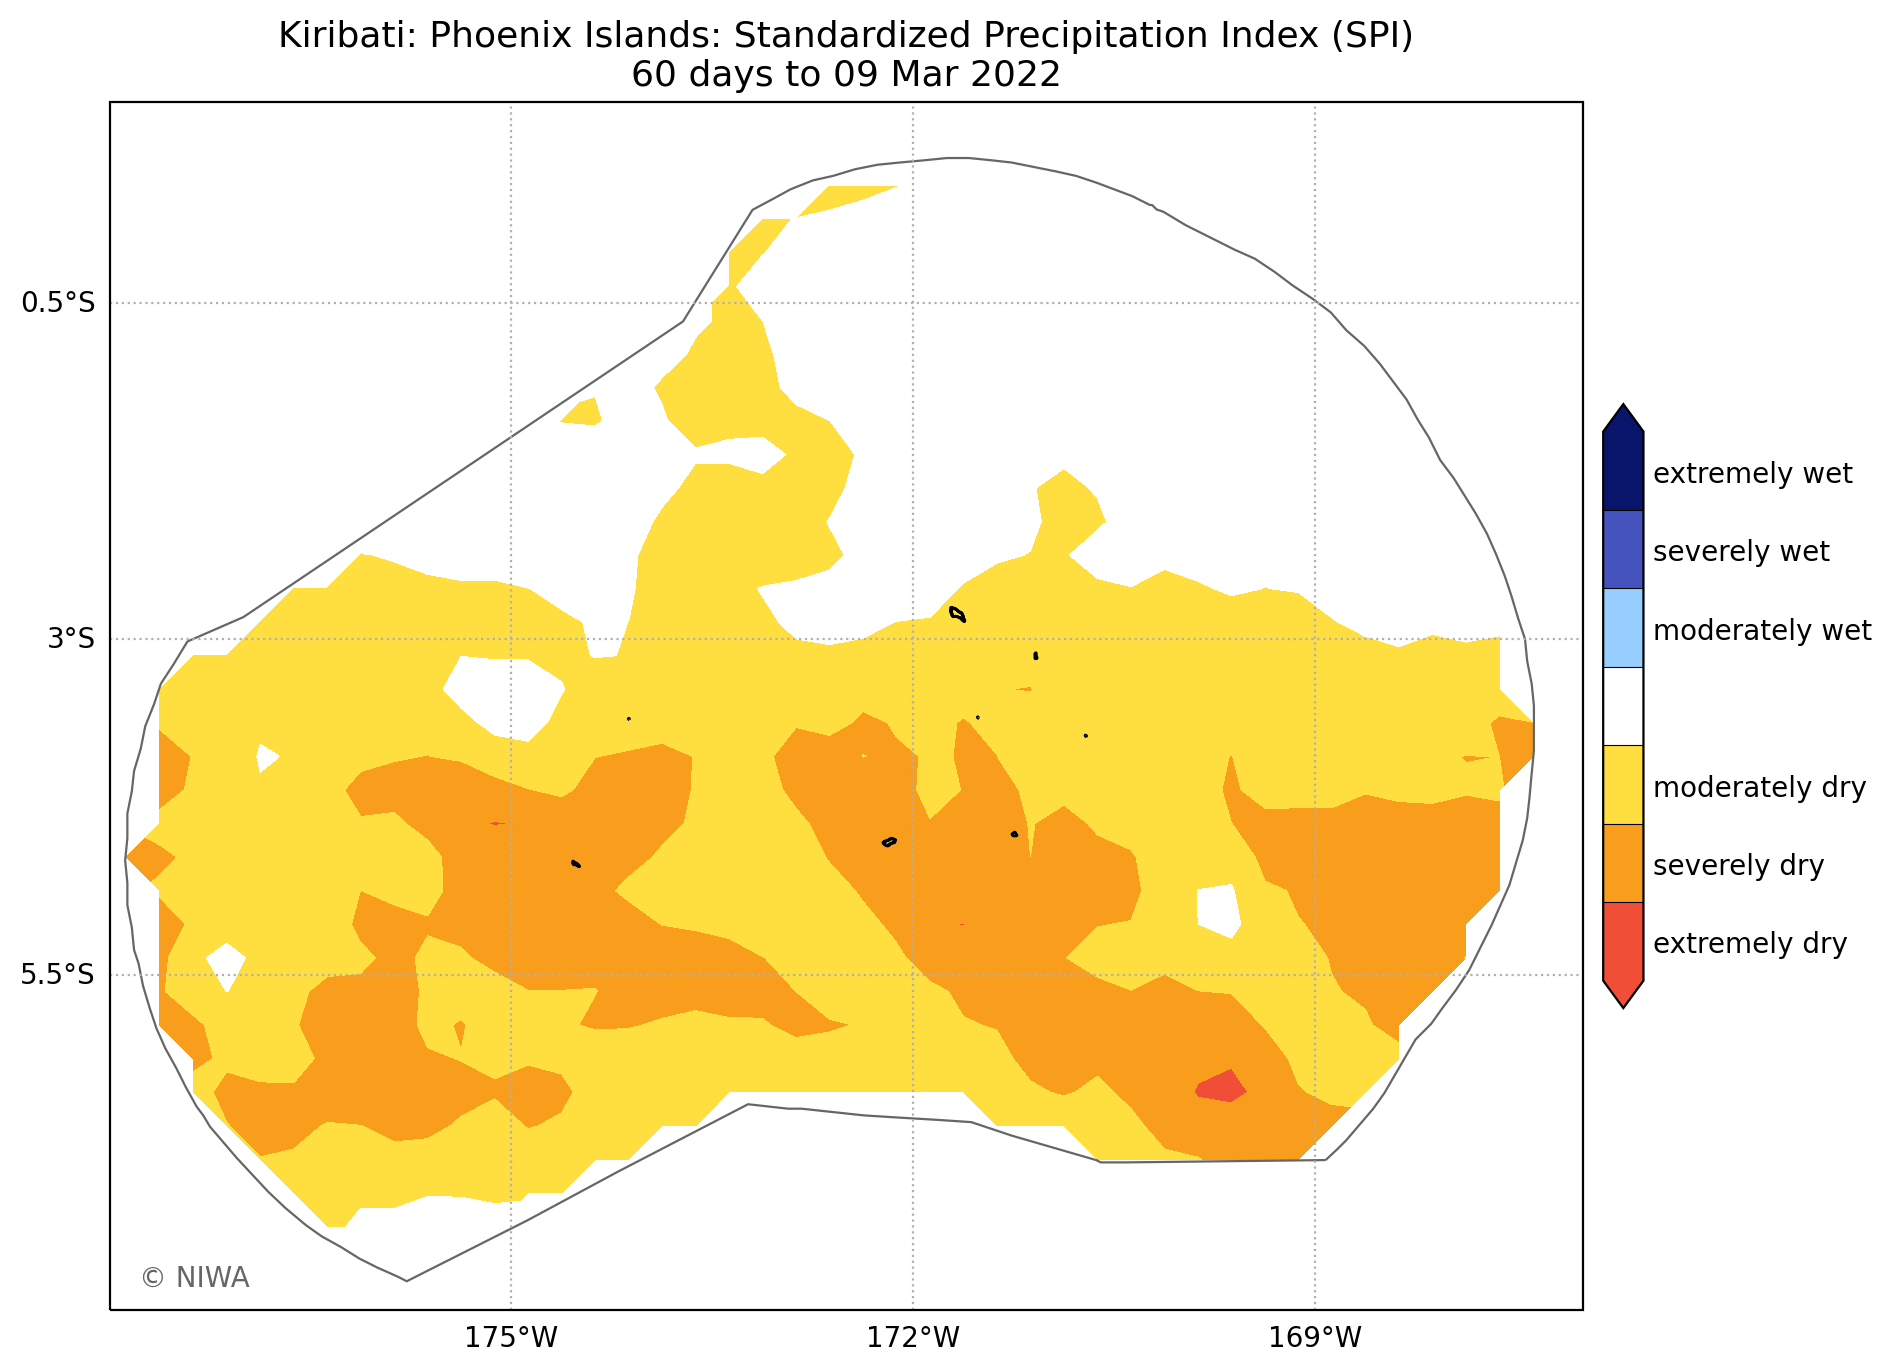 Kiribati: Phoenix Islands: Standardized Precipitation Index (SPI)
60 days to 09 Mar 2022
0.5°S
3°S
5.5°S
175°W
172°W
169°W
extremely wet
severely wet
moderately wet
moderately dry
severely dry
extremely dry
© NIWA